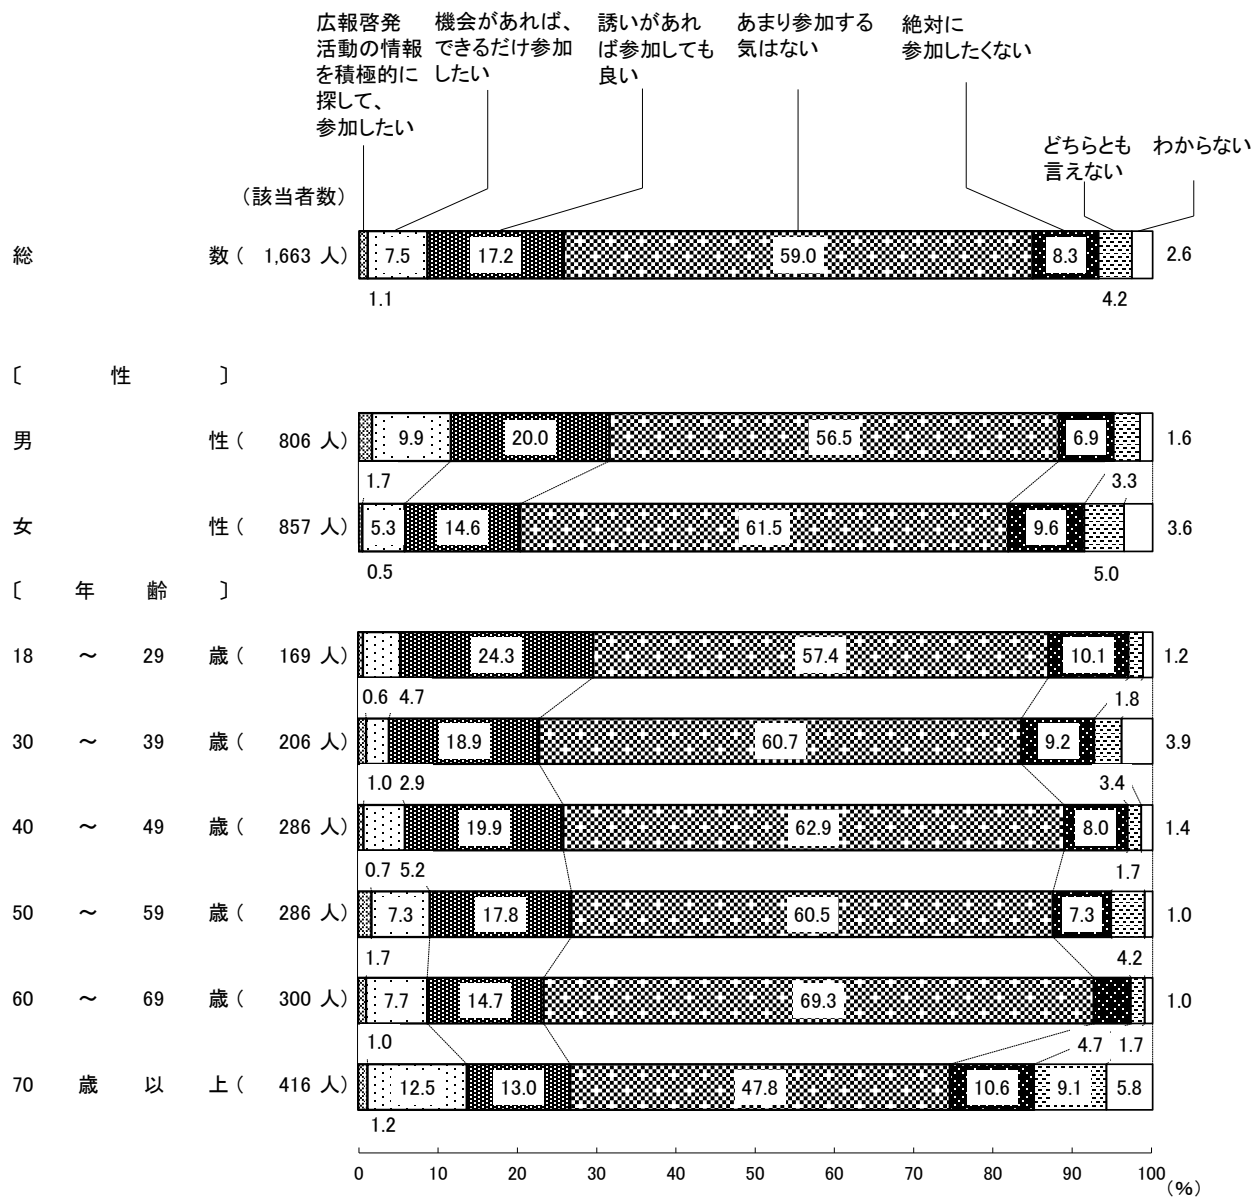 広報啓発
活動の情報
を積極的に
探して、
参加したい
機会があれば、
できるだけ参加
したい
誘いがあれ
ば参加しても
良い
あまり参加する
気はない
絶対に
参加したくない
どちらとも
言えない
わからない
(該当者数)
総 数( 1,663 人) 7.5 17.2 59.0 8.3 2.6
1.1 4.2
〔 性 〕
男 性( 806 人) 9.9 20.0 56.5 6.9 1.6
1.7 3.3
女 性( 857 人) 5.3 14.6 61.5 9.6 3.6
0.5 5.0
〔 年 齢 〕
18 ～ 29 歳( 169 人) 24.3 57.4 10.1 1.2
0.6 4.7 1.8
30 ～ 39 歳( 206 人) 18.9 60.7 9.2 3.9
1.0 2.9 3.4
40 ～ 49 歳( 286 人) 19.9 62.9 8.0 1.4
0.7 5.2 1.7
50 ～ 59 歳( 286 人) 7.3 17.8 60.5 7.3 1.0
1.7 4.2
60 ～ 69 歳( 300 人) 7.7 14.7 69.3 1.0
1.0 4.7 1.7
70 歳 以 上( 416 人) 12.5 13.0 47.8 10.6 9.1 5.8
1.2
0 10 20 30 40 50 60 70 80 90 100
(%)